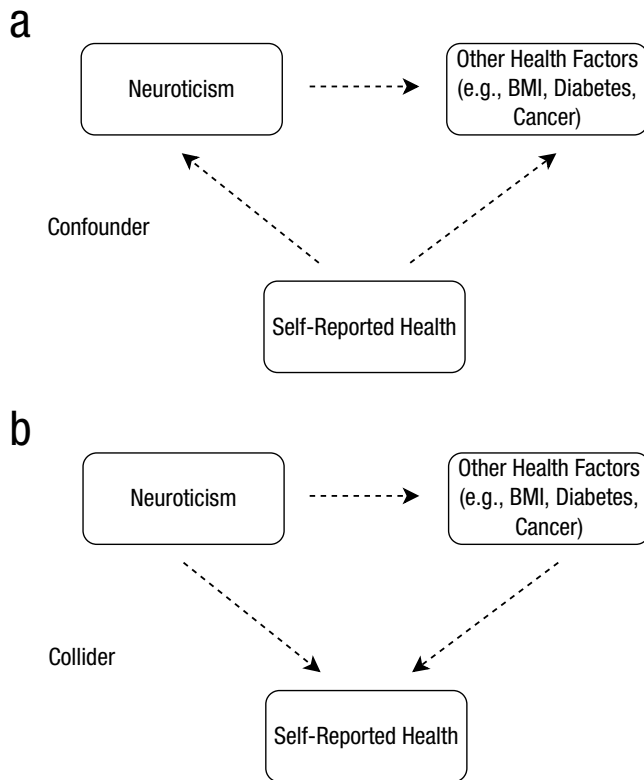 a
Neuroticism
Other Health Factors
(e.g., BMI, Diabetes,
Cancer)
Confounder
Self-Reported Health
b
Neuroticism
Other Health Factors
(e.g., BMI, Diabetes,
Cancer)
Collider
Self-Reported Health